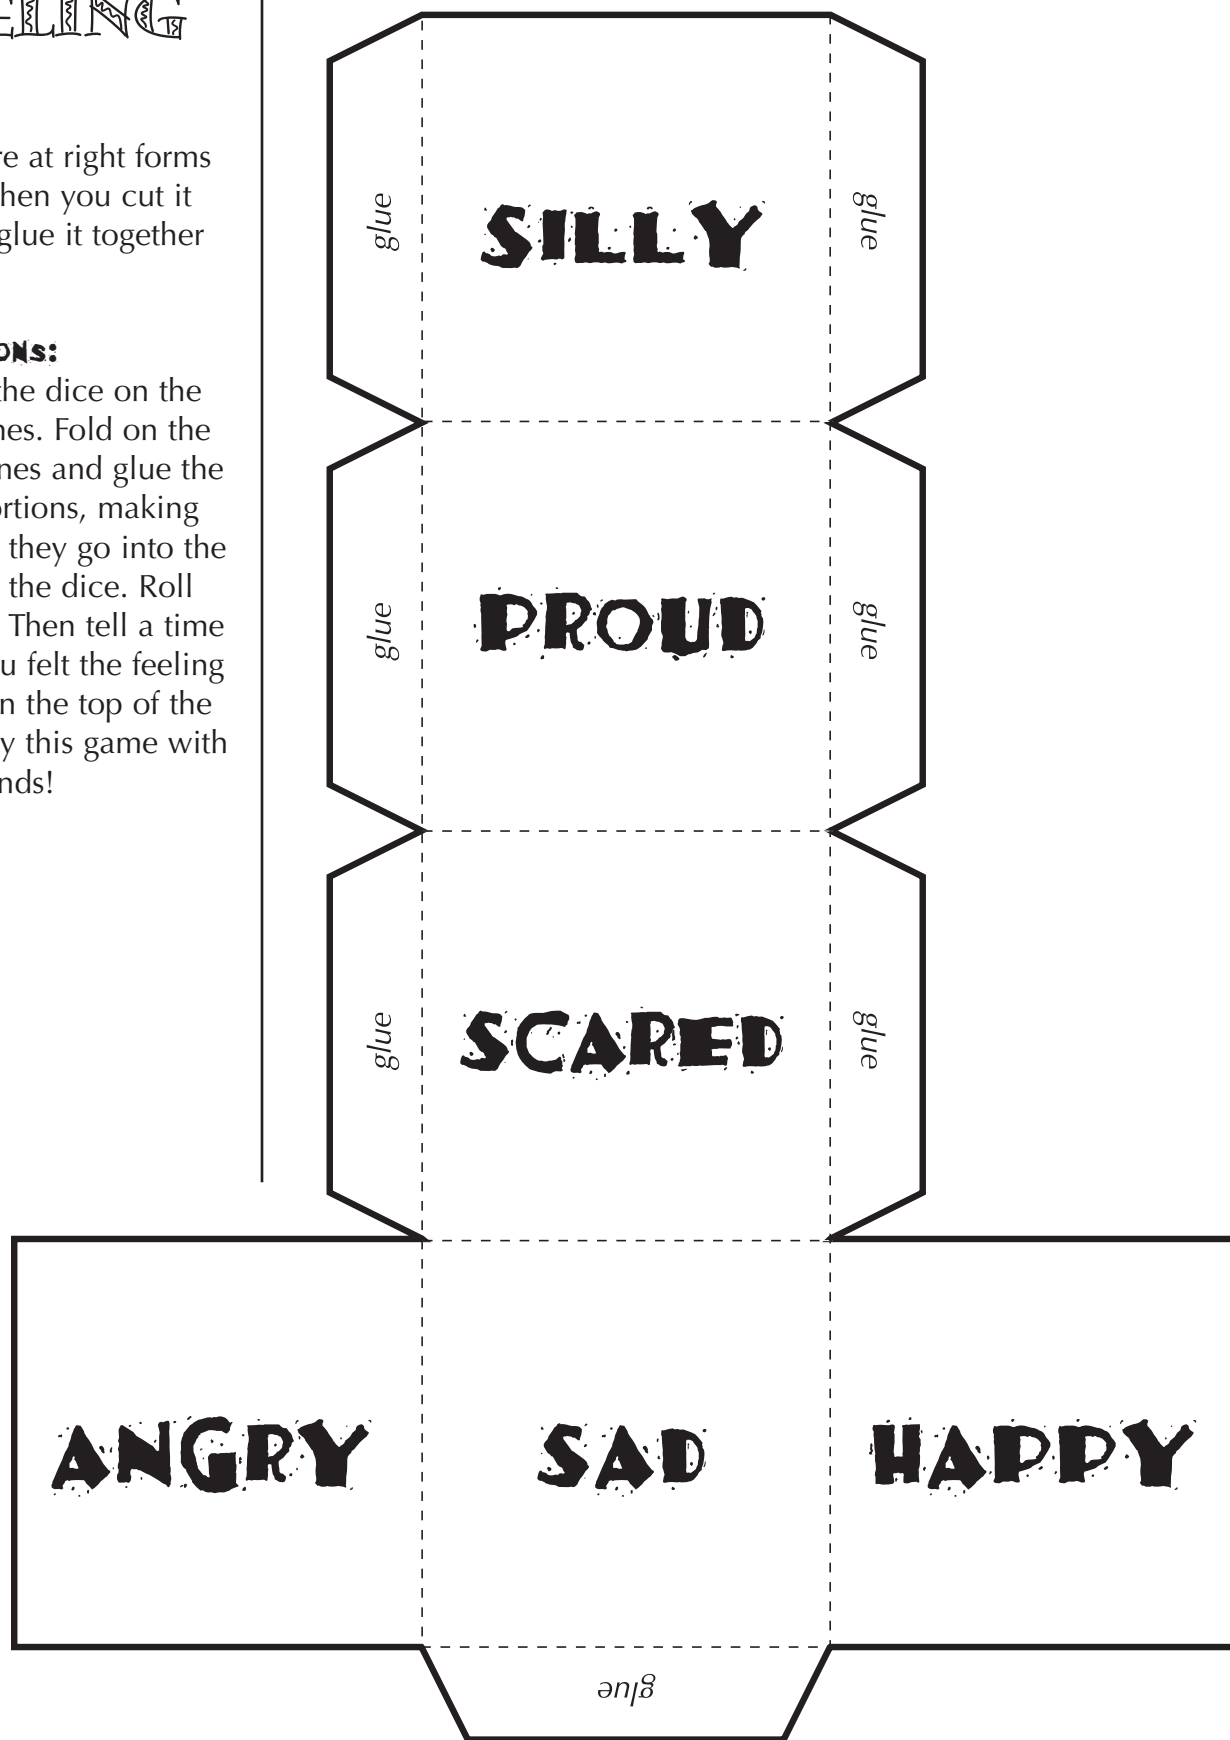 ELING
re at right forms
hen you cut it
glue it together
ONS:
the dice on the
nes. Fold on the
nes and glue the
ortions, making
they go into the
the dice. Roll
Then tell a time
u felt the feeling
n the top of the
y this game with
nds!
glue
SILLY
glue
glue
PROUD
glue
glue
SCARED
glue
ANGRY
SAD
HAPPY
glue